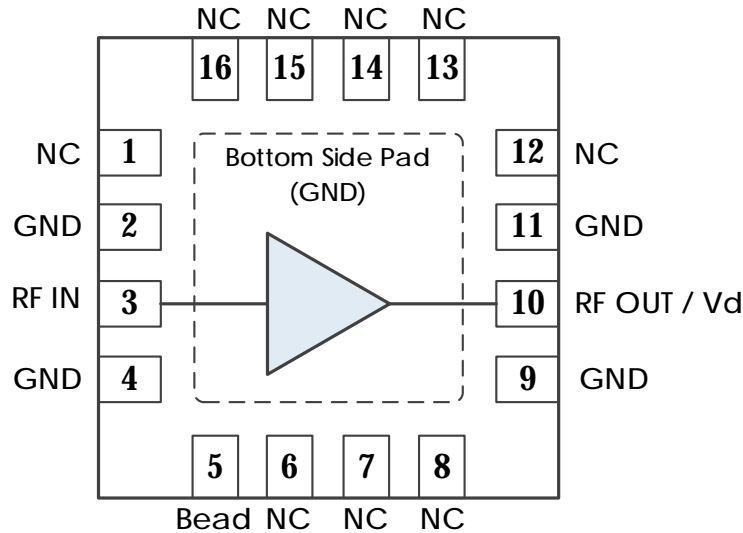 NC NC NC NC
16 15 14 13
NC 1 12 NC
Bottom Side Pad
(GND)
GND 2 11 GND
RF IN 3 10 RF OUT / Vd
GND 4 9 GND
5 6 7 8
Bead NC NC NC